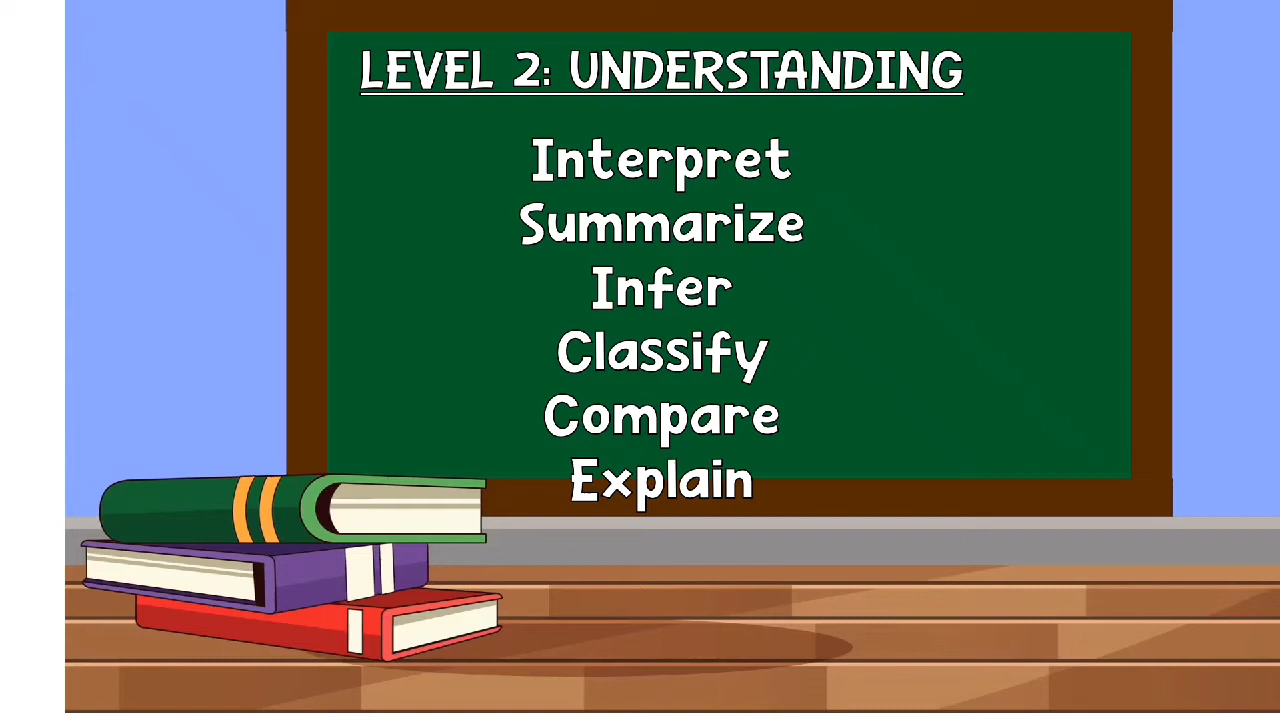 LEVEL 2: UNDERSTANDING
Interpret
Summarize
Infer
Classify
Compare
Explain